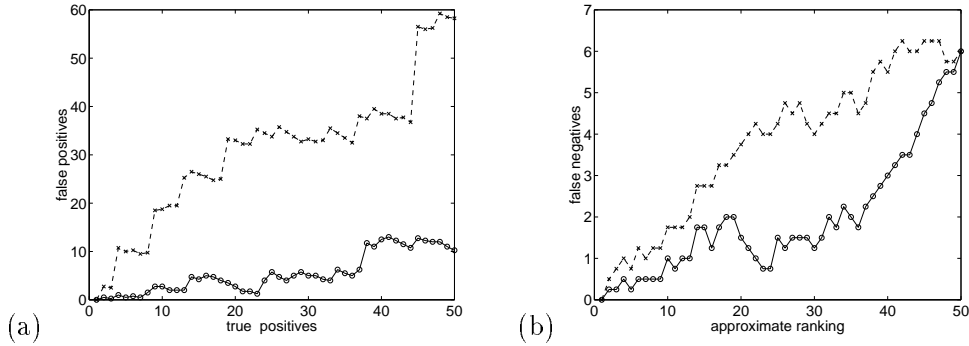 60
50
40
30
20
10
0
false positives
0 10 20 30 40 50
true positives
(a)
7
6
5
4
3
2
1
0
false negatives
0 10 20 30 40 50
approximate ranking
(b)